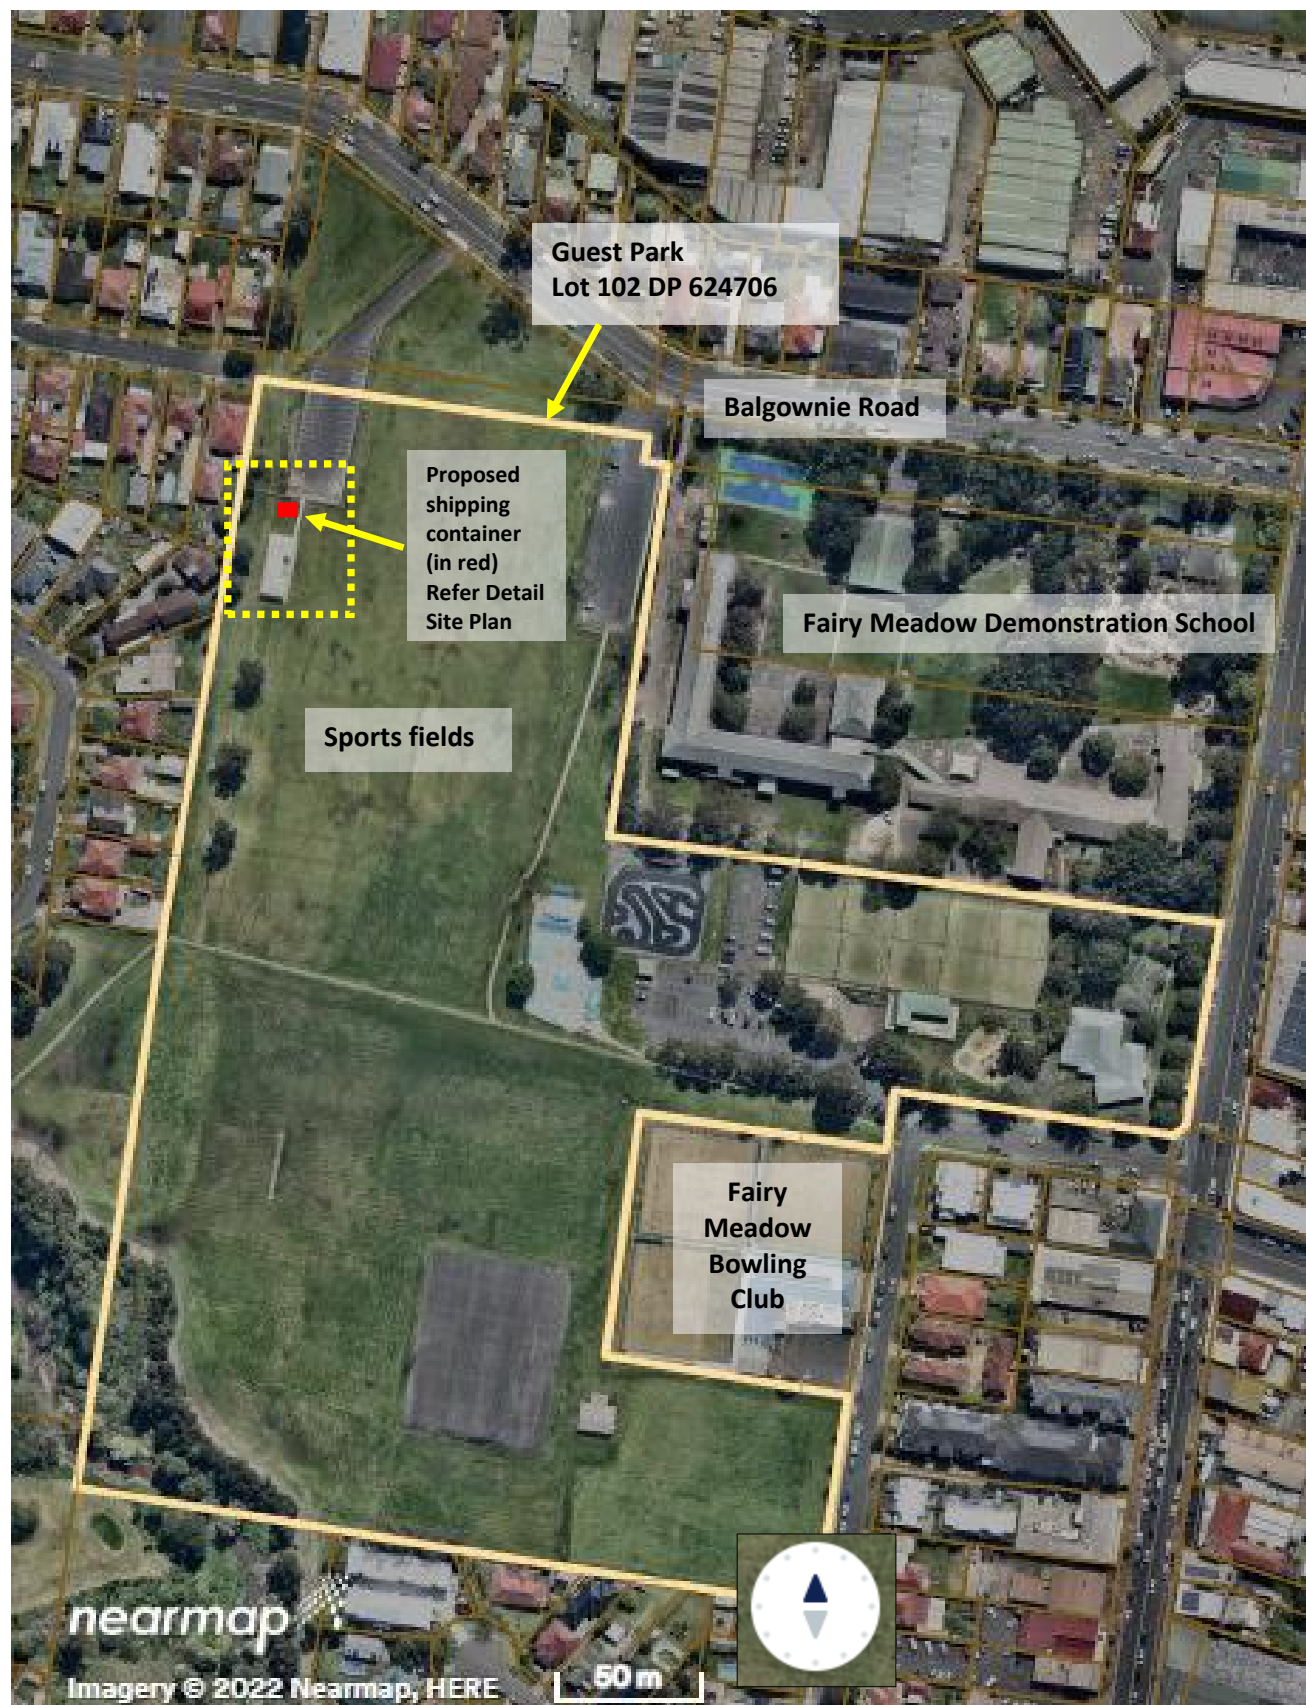 Guest Park
Lot 102 DP 624706
Balgownie Road
Proposed
shipping
container
(in red)
Refer Detail
Site Plan
Fairy Meadow Demonstration School
Sports fields
Fairy
Meadow
Bowling
Club
nearmap
50 m
Imagery © 2022 Nearmap, HERE